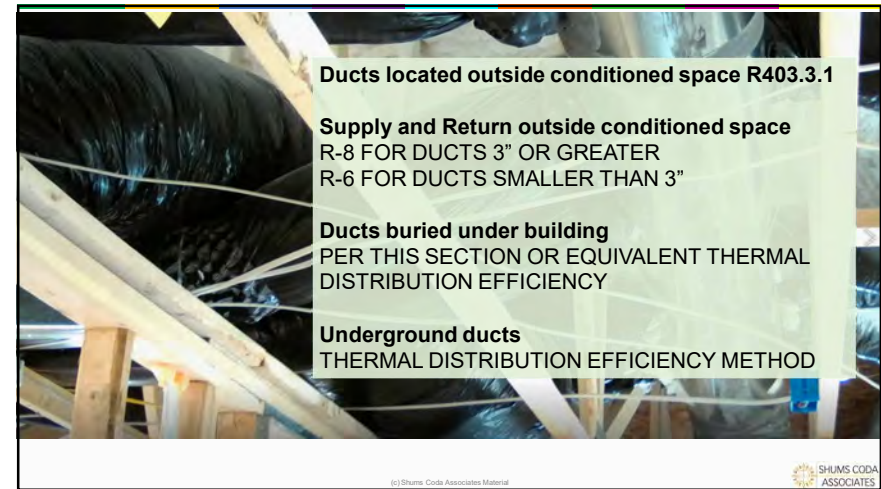 Ducts located outside conditioned space R403.3.1
Supply and Return outside conditioned space
R-8 FOR DUCTS 3” OR GREATER
R-6 FOR DUCTS SMALLER THAN 3”
Ducts buried under building
PER THIS SECTION OR EQUIVALENT THERMAL
DISTRIBUTION EFFICIENCY
Underground ducts
THERMAL DISTRIBUTION EFFICIENCY METHOD
(c) Shums Coda Associates Material
SHUMS CODA
ASSOCIATES